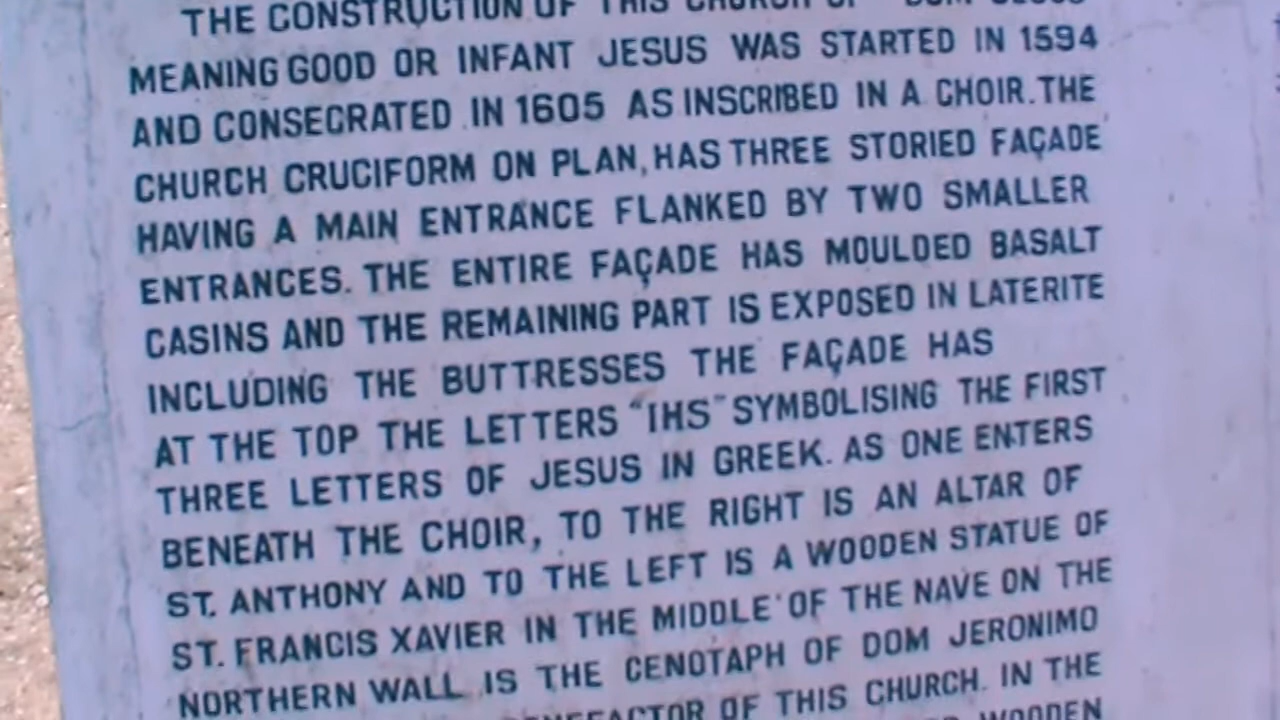 THE CONSTRUCTION OF THIS CHURCH OF
MEANING GOOD OR INFANT JESUS WAS STARTED IN 1594
AND CONSECRATED IN 1605 AS INSCRIBED IN A CHOIR. THE
CHURCH CRUCIFORM ON PLAN, HAS THREE STORIED FAÇADE
HAVING A MAIN ENTRANCE FLANKED BY TWO SMALLER
ENTRANCES. THE ENTIRE FAÇADE HAS MOULDED BASALT
CASINS AND THE REMAINING PART IS EXPOSED IN LATERITE
INCLUDING THE BUTTRESSES THE FAÇADE HAS
AT THE TOP THE LETTERS "IHS" SYMBOLISING THE FIRST
THREE LETTERS OF JESUS IN GREEK. AS ONE ENTERS
BENEATH THE CHOIR, TO THE RIGHT IS AN ALTAR OF
ST. ANTHONY AND TO THE LEFT IS A WOODEN STATUE OF
ST. FRANCIS XAVIER IN THE MIDDLE OF THE NAVE ON THE
NORTHERN WALL IS THE CENOTAPH OF DOM JERONIMO
OF THIS CHURCH. IN THE
WOODEN